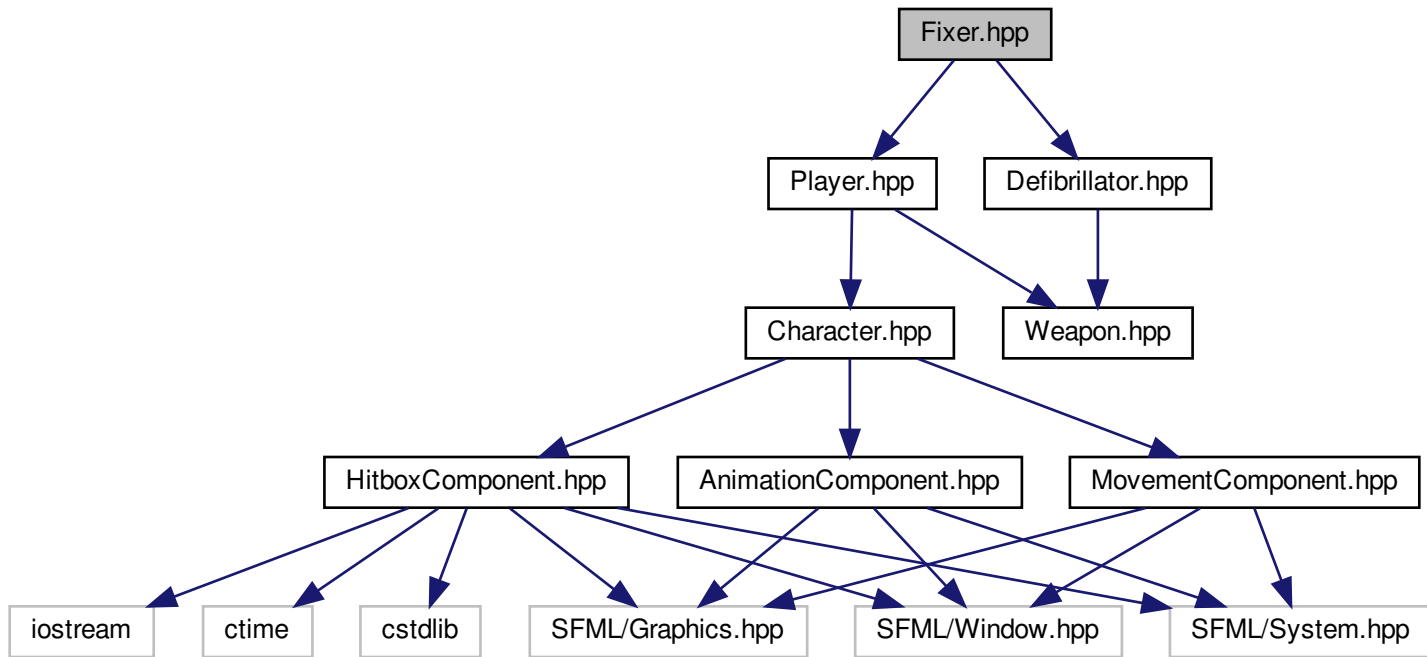 Fixer.hpp
Player.hpp
Defibrillator.hpp
Character.hpp
Weapon.hpp
HitboxComponent.hpp
AnimationComponent.hpp
MovementComponent.hpp
iostream
ctime
cstdlib
SFML/Graphics.hpp
SFML/Window.hpp
SFML/System.hpp